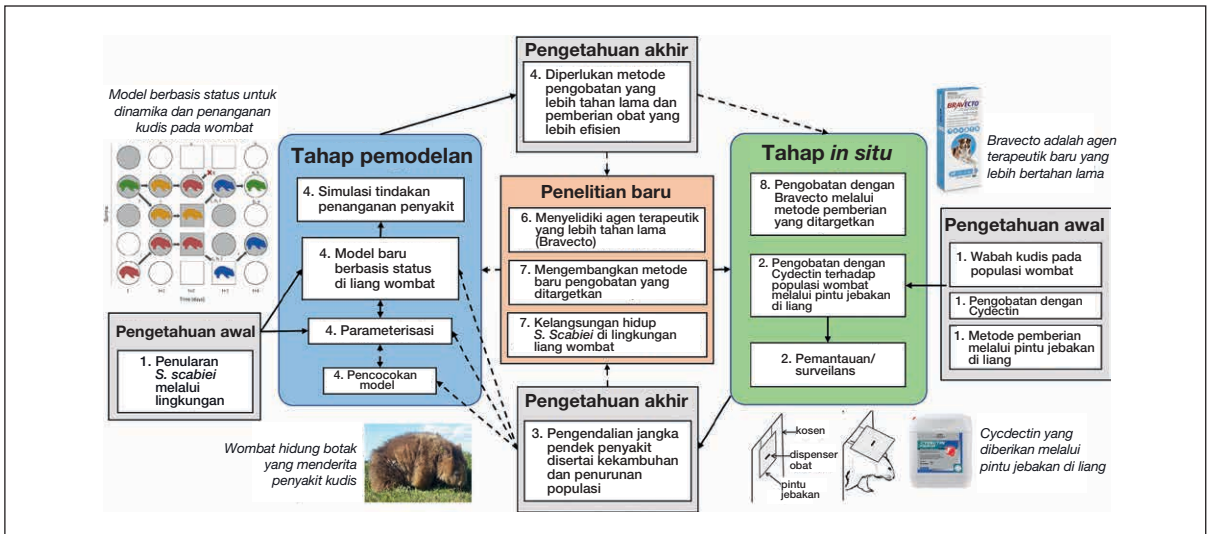 Pengetahuan akhir
4. Diperlukan metode
pengobatan yang
lebih tahan lama dan
pemberian obat yang
lebih efisien
Model berbasis status untuk
dinamika dan penanganan
kudis pada wombat
Tahap pemodelan
4. Simulasi tindakan
penanganan penyakit
4. Model baru
berbasis status
di liang wombat
4. Parameterisasi
4. Pencocokan
model
Pengetahuan awal
1. Penularan
S. scabiei
melalui
lingkungan
Penelitian baru
6. Menyelidiki agen terapeutik
yang lebih tahan lama
(Bravecto)
7. Mengembangkan metode
baru pengobatan yang
ditargetkan
7. Kelangsungan hidup
S. Scabiei di lingkungan
liang wombat
Tahap in situ
8. Pengobatan dengan
Bravecto melalui
metode pemberian
yang ditargetkan
2. Pengobatan dengan
Cydectin terhadap
populasi wombat
melalui pintu jebakan
di liang
2. Pemantauan/
surveilans
BRAVECTO
Bravecto adalah agen
terapeutik baru yang
lebih bertahan lama
Pengetahuan awal
1. Wabah kudis pada
populasi wombat
1. Pengobatan dengan
Cydectin
1. Metode pemberian
melalui pintu jebakan
di liang
Pengetahuan akhir
3. Pengendalian jangka
pendek penyakit
disertai kekambuhan
dan penurunan
populasi
Wombat hidung botak
yang menderita
penyakit kudis
kosen
dispenser
obat
pintu
jebakan
Cycdectin yang
diberikan melalui
pintu jebakan di liang